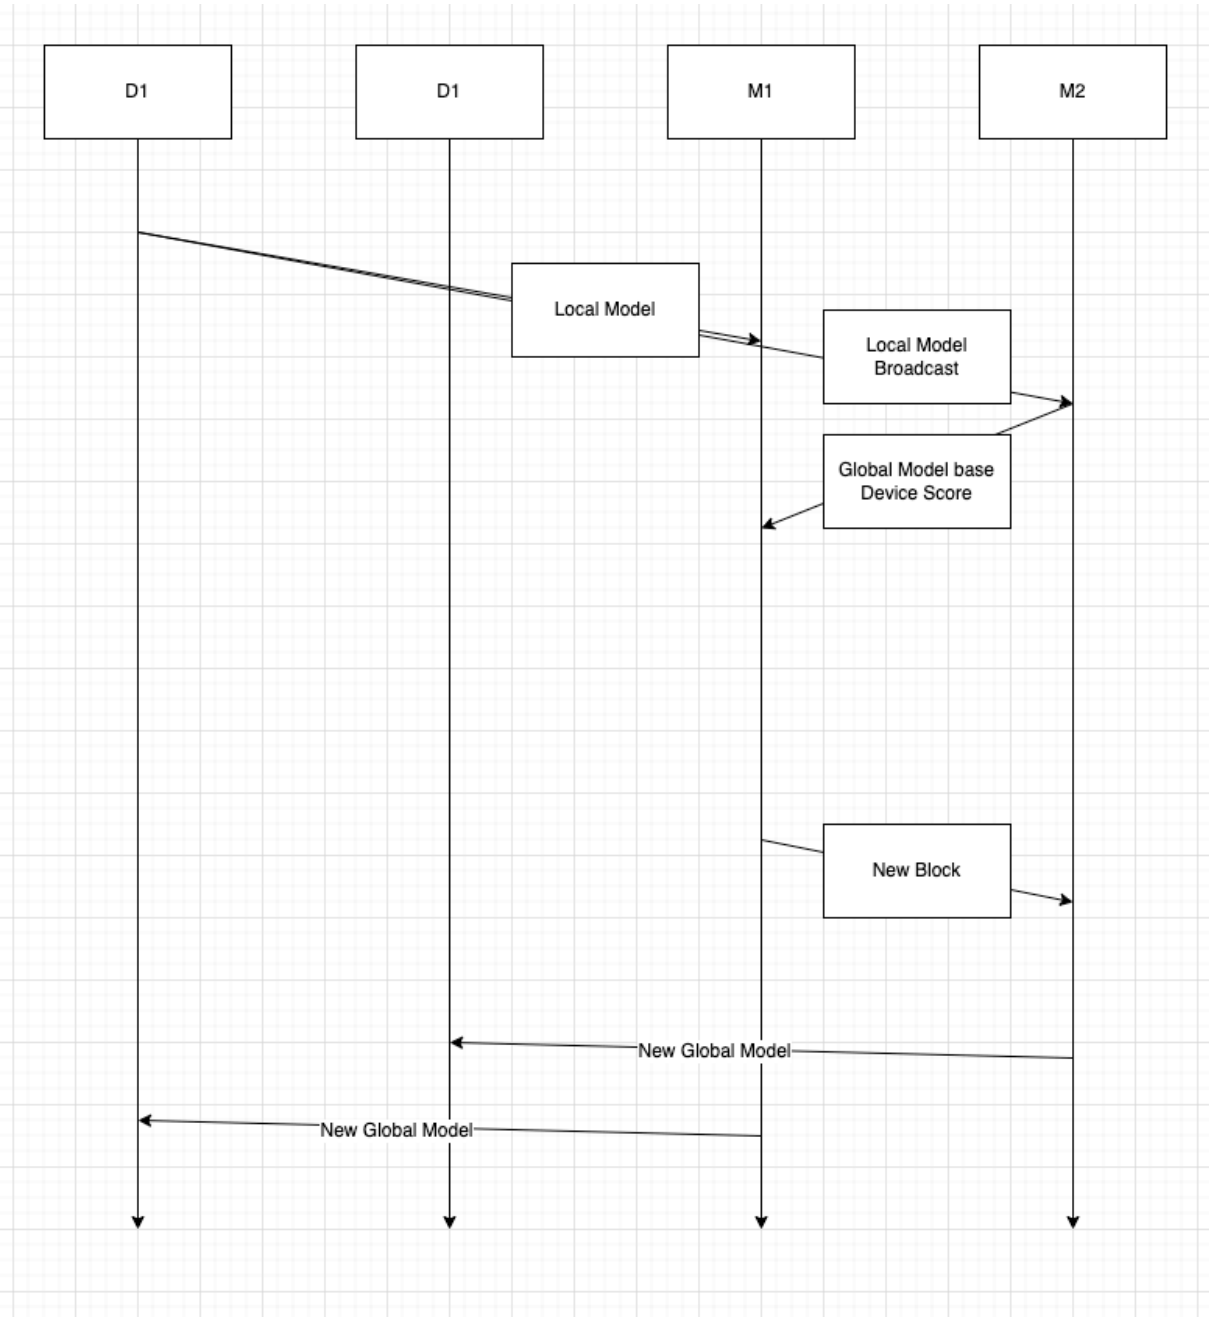 D1
D1
M1
M2
Local Model
Local Model
Broadcast
Global Model base
Device Score
New Block
New Global Model
New Global Model